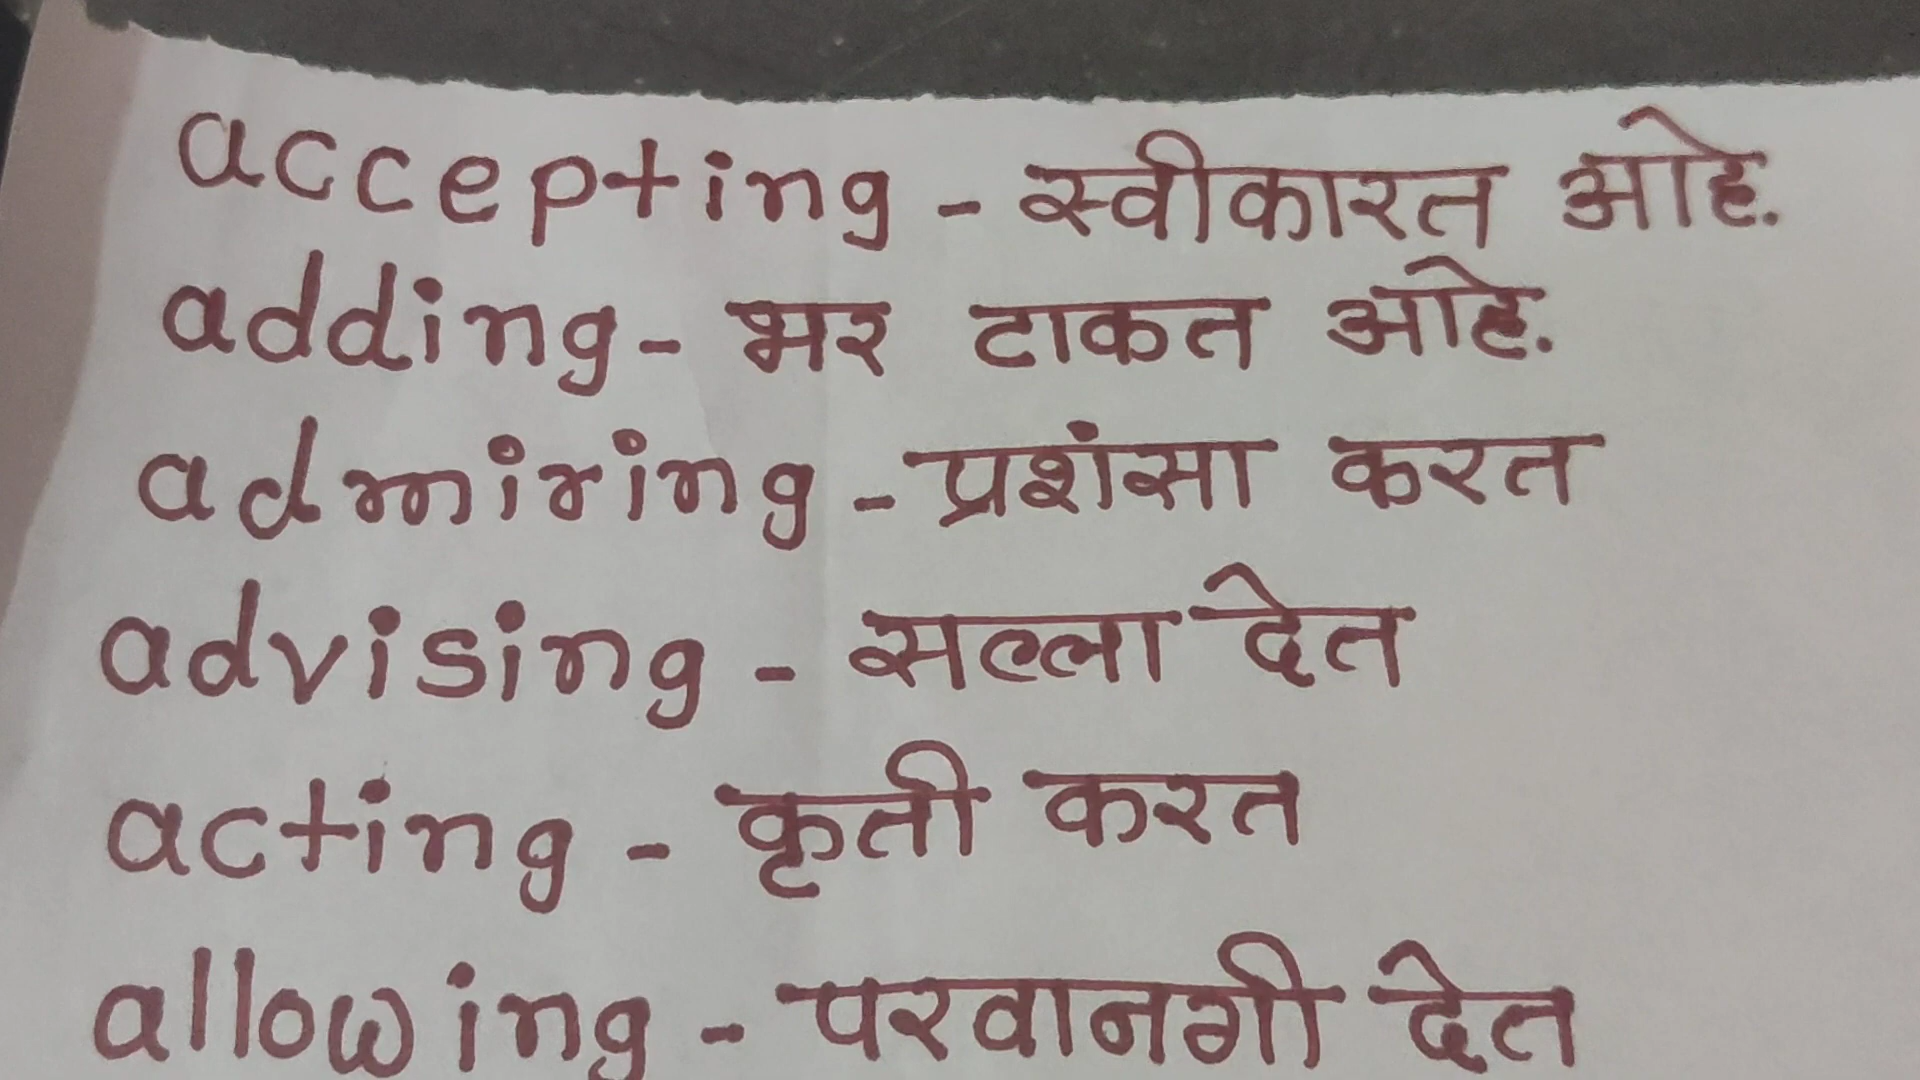 accepting - स्वीकारत आहे.
adding - भर टाकत आहे.
admiring - प्रशंसा करत
advising - सल्ला देत
acting - कृती करत
allowing - परवानगी देत